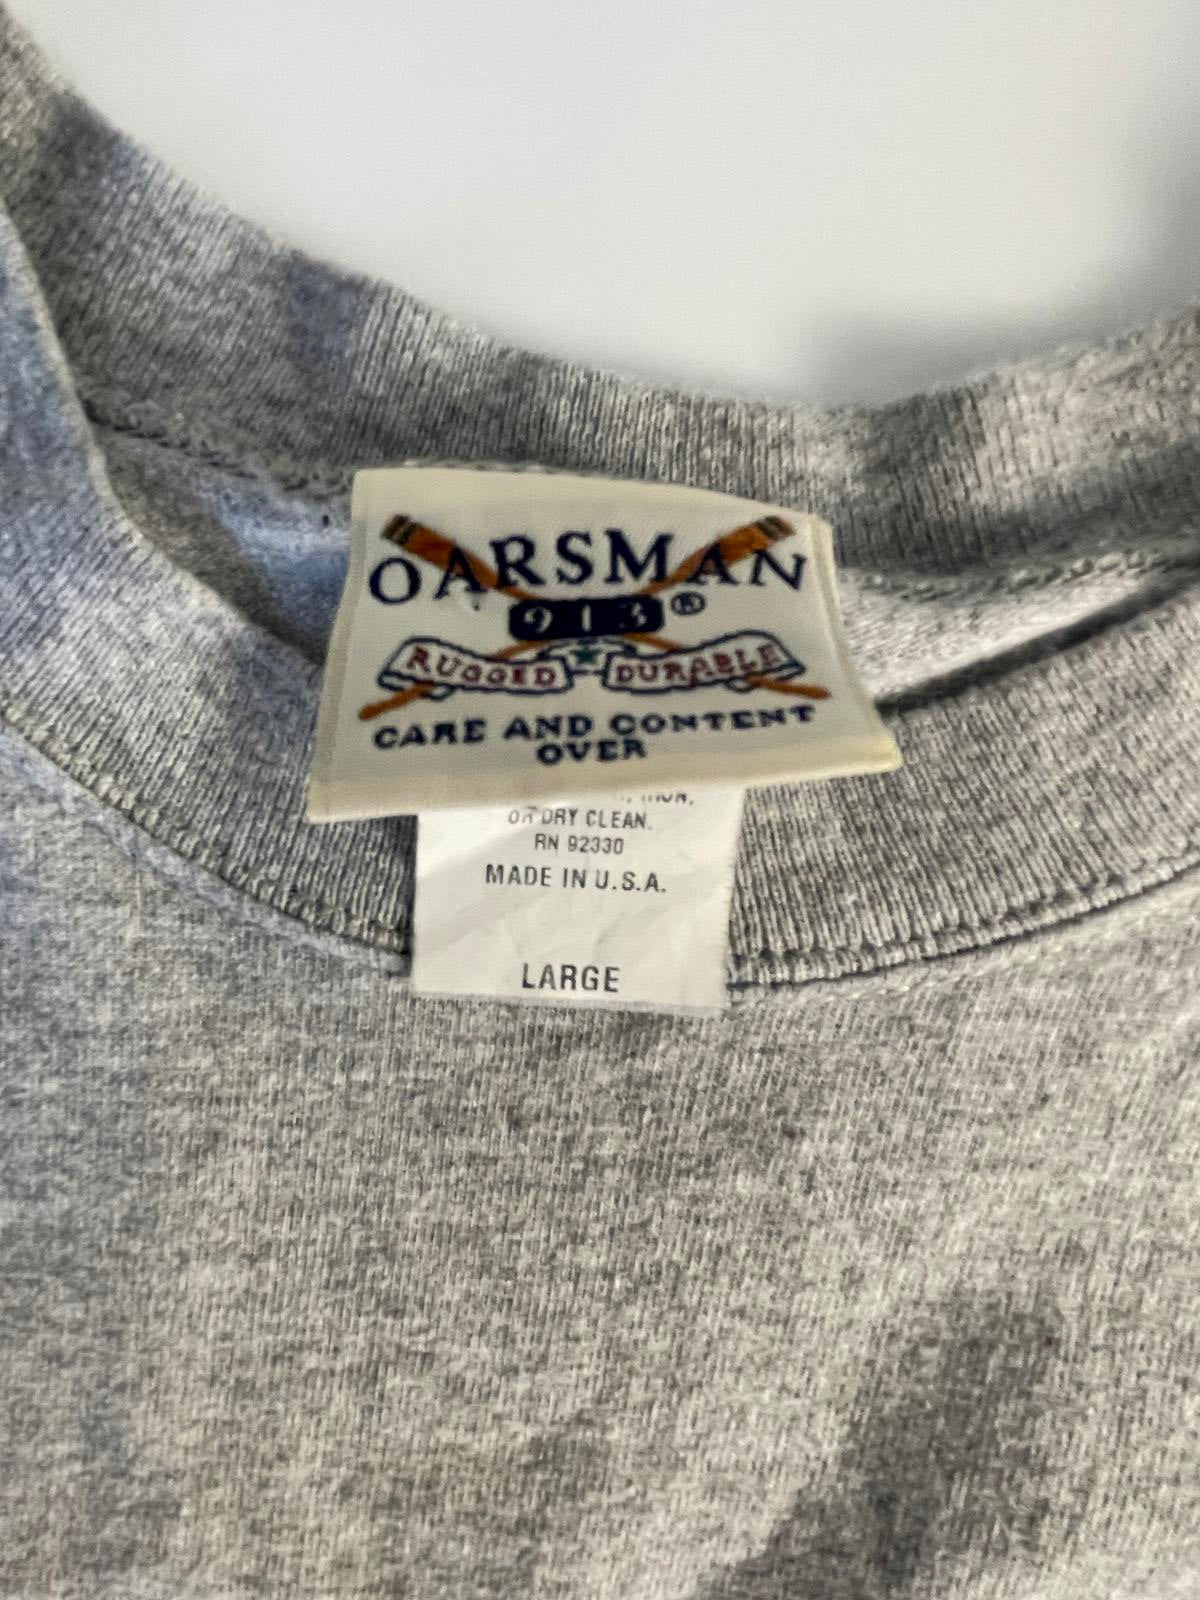 OARSMAN
913®
RUGGED DURABLE
CARE AND CONTENT
OVER
OR DRY CLEAN.
RN 92330
MADE IN U.S.A.
LARGE